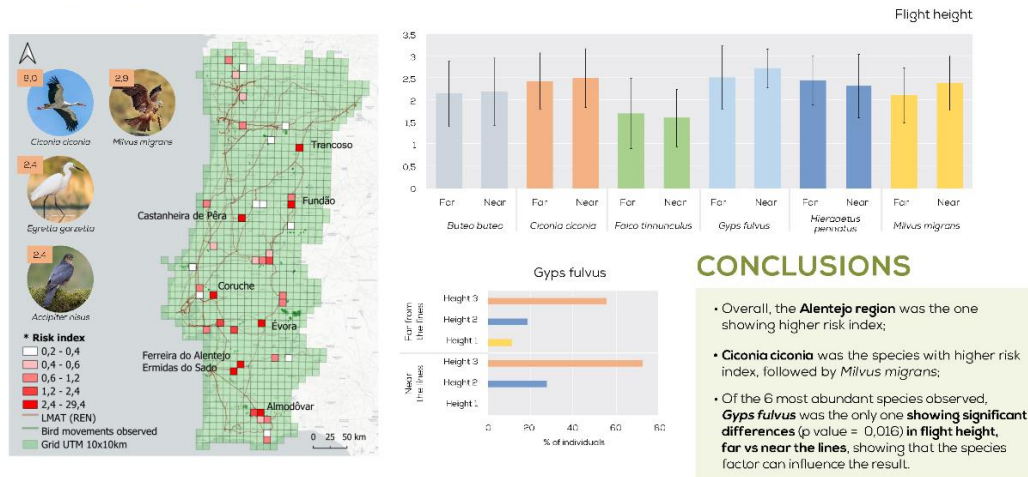 Flight height
3,5
3
2,5
2
1,5
1
0,5
0
Far Near Far Near Far Near Far Near Far Near Far Near
Buteo buteo Ciconia ciconia Falco tinnunculus Gyps fulvus Hieraaetus pennatus Milvus migrans
9,0
2,9
Ciconia ciconia Milvus migrans
2,4
Egretta garzetta
2,4
Accipiter nisus
Trancoso
Fundão
Castanheira de Pêra
Coruche
Évora
Ferreira do Alentejo
Ermidas do Sado
Almodôvar
* Risk index
0,2 - 0,4
0,4 - 0,6
0,6 - 1,2
1,2 - 2,4
2,4 - 29,4
LMAT (REN)
Bird movements observed
Grid UTM 10x10km
0 25 50 km
Gyps fulvus
Far from
the lines
Height 3
Height 2
Height 1
Near
the lines
Height 3
Height 2
Height 1
0 20 40 60 80
% of individuals
CONCLUSIONS
• Overall, the Alentejo region was the one
showing higher risk index;
• Ciconia ciconia was the species with higher risk
index, followed by Milvus migrans;
• Of the 6 most abundant species observed,
Gyps fulvus was the only one showing significant
differences (p value = 0,016) in flight height,
far vs near the lines, showing that the species
factor can influence the result.